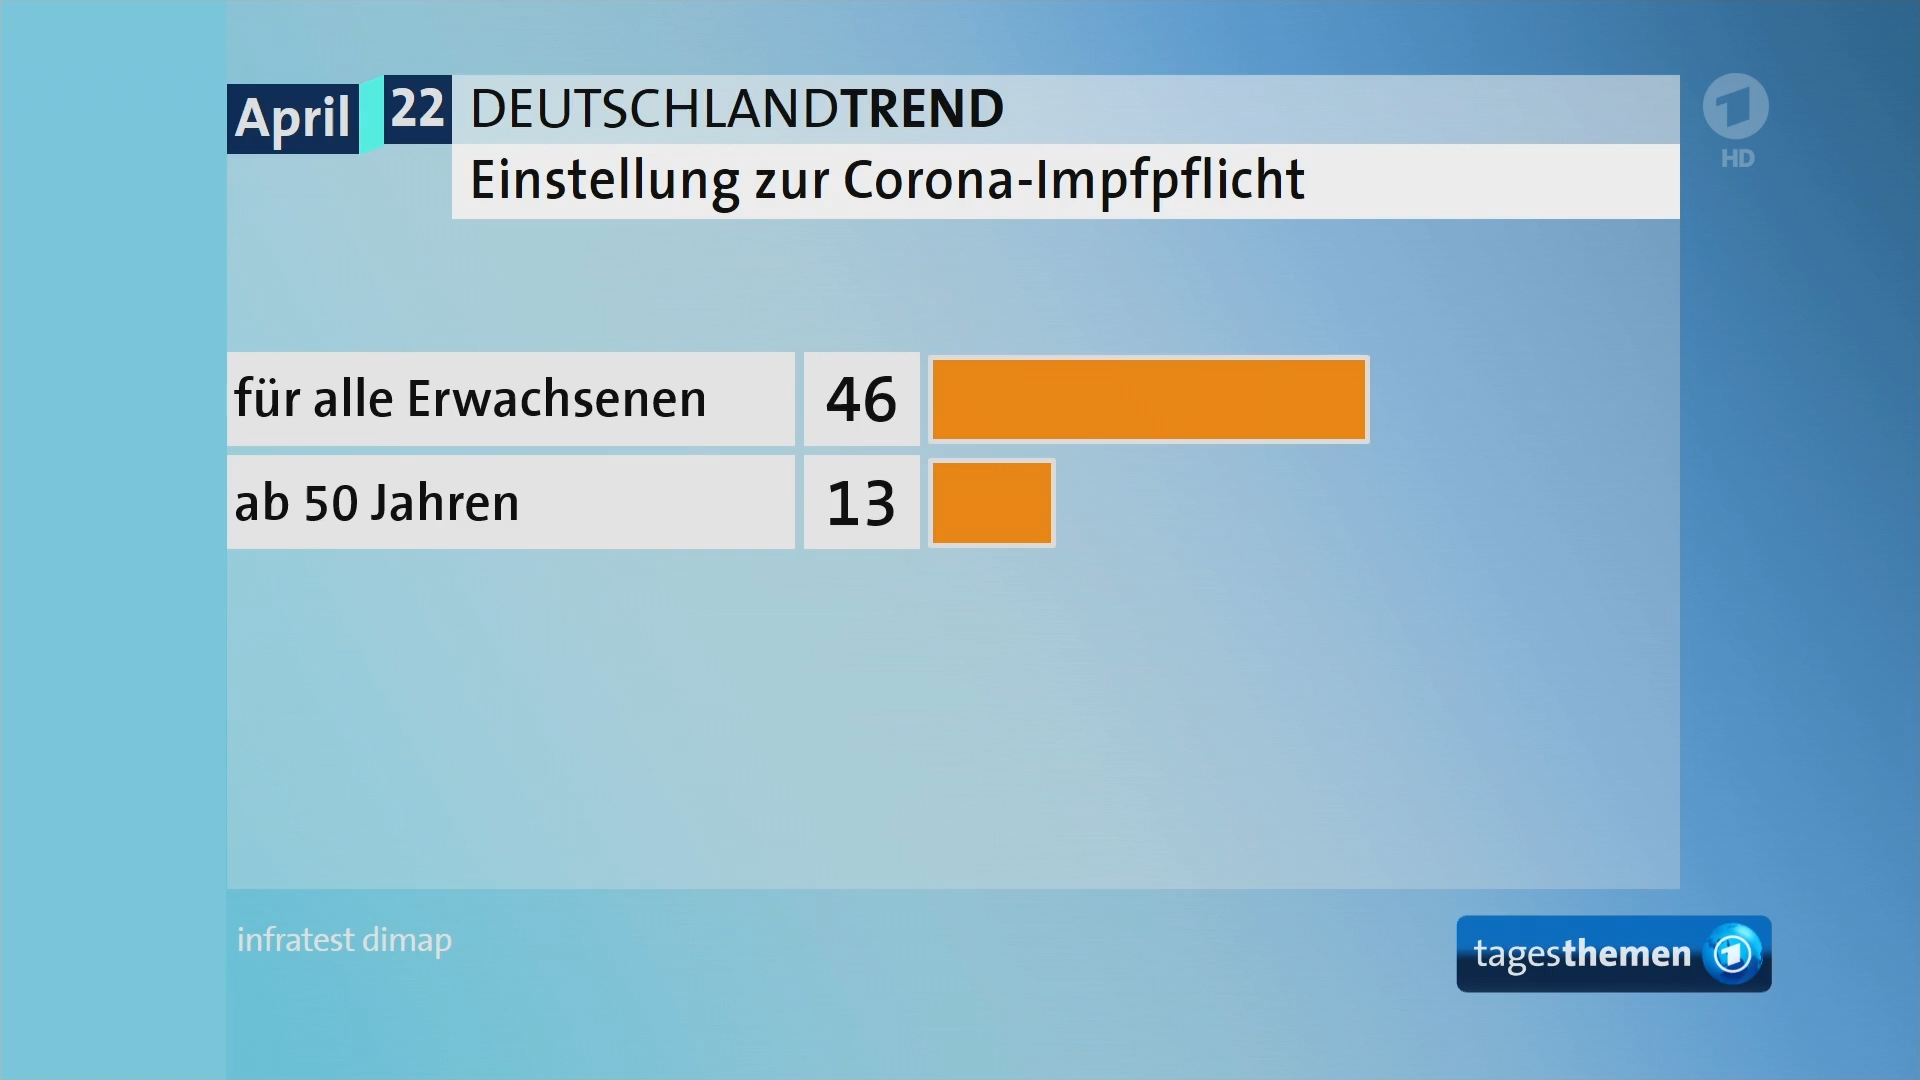 April 22 DEUTSCHLANDTREND
Einstellung zur Corona-Impfpflicht
HD
für alle Erwachsenen 46
ab 50 Jahren 13
infratest dimap
tagesthemen